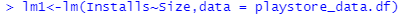 > lm1<-lm(Installs~Size,data = playstore_data.df)